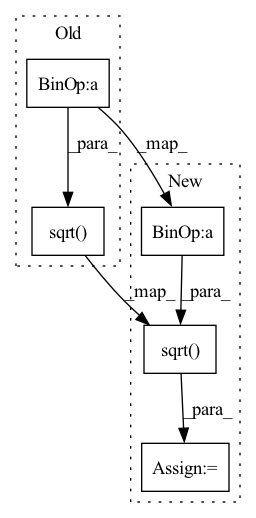 Old
BinOp:a
_para_
_map_
New
sqrt()
BinOp:a
_map_
_para_
sqrt()
_para_
Assign:=